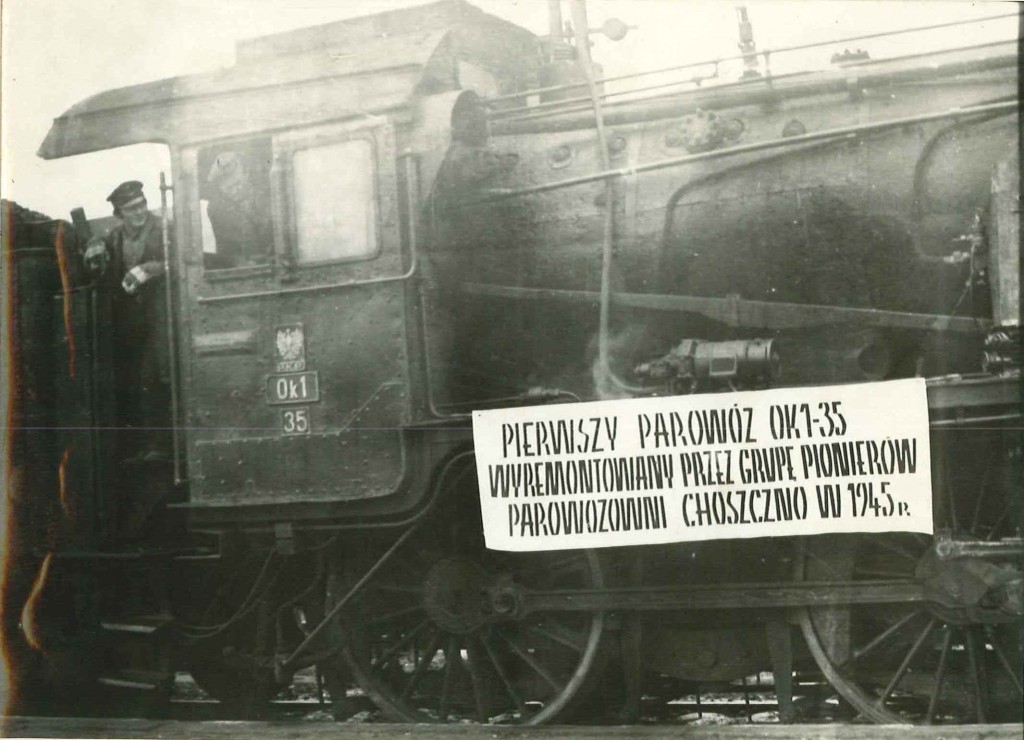 Ok1
35
PIERWSZY PAROWÓZ OK1-35
WYREMONTOWANY PRZEZ GRUPĘ PIONIERÓW
PAROWOZOWNI CHOSZCZNO W 1945 R.